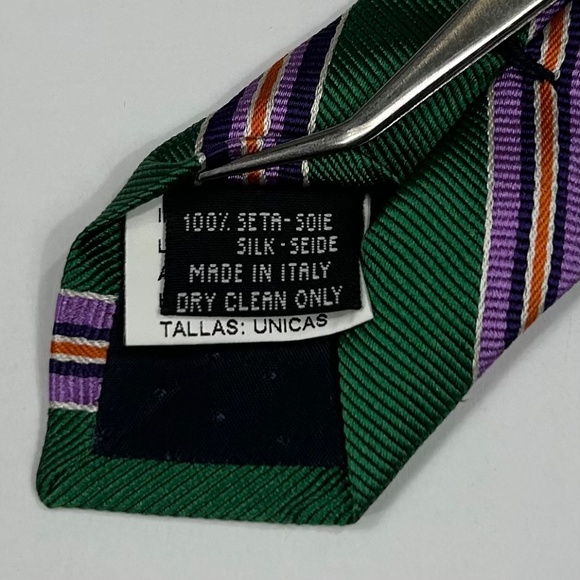 100% SETA-SOIE
SILK-SEIDE
MADE IN ITALY
DRY CLEAN ONLY
TALLAS: UNICAS